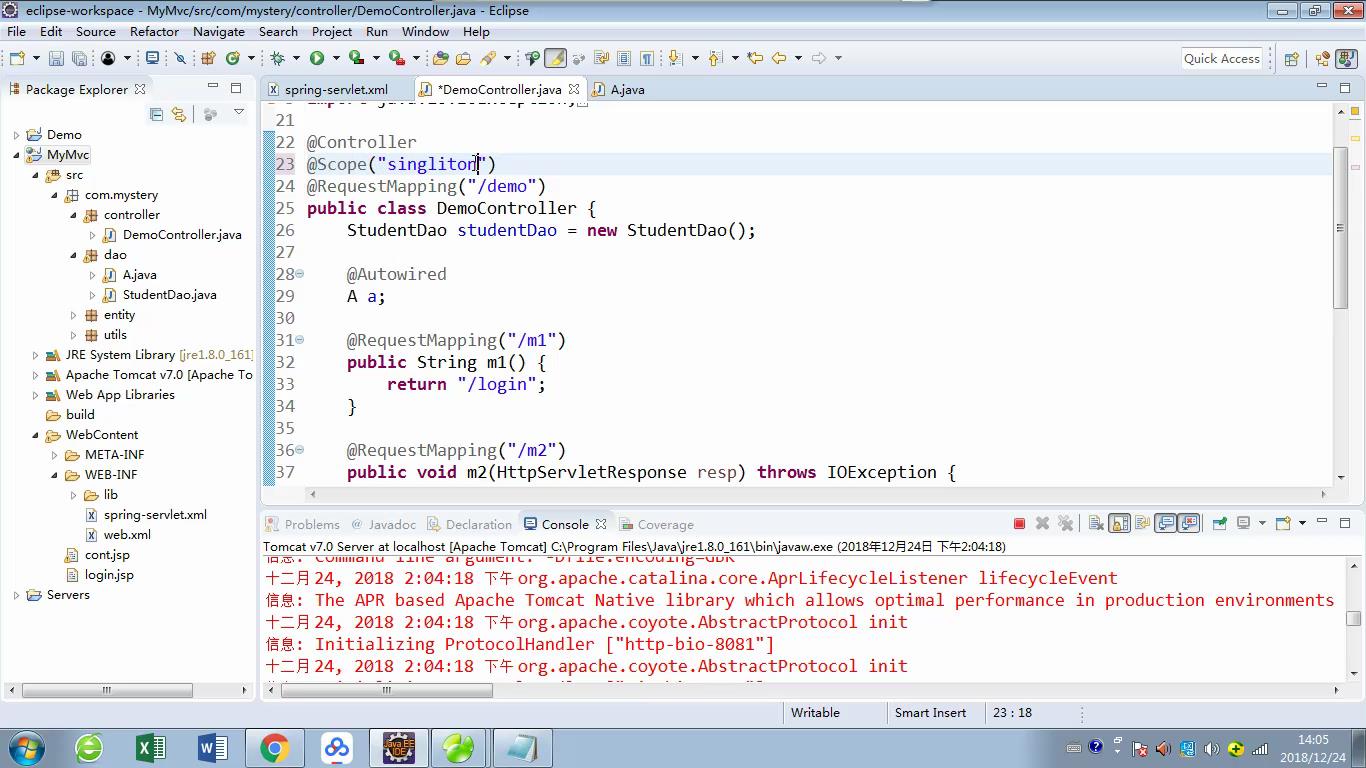 eclipse-workspace - MyMvc/src/com/mystery/controller/DemoController.java - Eclipse
File Edit Source Refactor Navigate Search Project Run Window Help
Quick Access
Package Explorer
spring-servlet.xml
*DemoController.java
A.java
Demo
MyMvc
src
com.mystery
controller
DemoController.java
dao
A.java
StudentDao.java
entity
utils
JRE System Library [jre1.8.0_161]
Apache Tomcat v7.0 [Apache To
Web App Libraries
build
WebContent
META-INF
WEB-INF
lib
spring-servlet.xml
web.xml
cont.jsp
login.jsp
Servers
21
22 @Controller
23 @Scope("singliton")
24 @RequestMapping("/demo")
25 public class DemoController {
26 StudentDao studentDao = new StudentDao();
27
28 @Autowired
29 A a;
30
31 @RequestMapping("/m1")
32 public String m1() {
33 return "/login";
34 }
35
36 @RequestMapping("/m2")
37 public void m2(HttpServletResponse resp) throws IOException {
Problems @ Javadoc Declaration Console Coverage
Tomcat v7.0 Server at localhost [Apache Tomcat] C:\Program Files\Java\jre1.8.0_161\bin\javaw.exe (2018年12月24日 下午2:04:18)
信息: Command line argument: -Dfile.encoding=GBK
十二月 24, 2018 2:04:18 下午 org.apache.catalina.core.AprLifecycleListener lifecycleEvent
信息: The APR based Apache Tomcat Native library which allows optimal performance in production environments
十二月 24, 2018 2:04:18 下午 org.apache.coyote.AbstractProtocol init
信息: Initializing ProtocolHandler ["http-bio-8081"]
十二月 24, 2018 2:04:18 下午 org.apache.coyote.AbstractProtocol init
Writable Smart Insert 23 : 18
14:05
2018/12/24